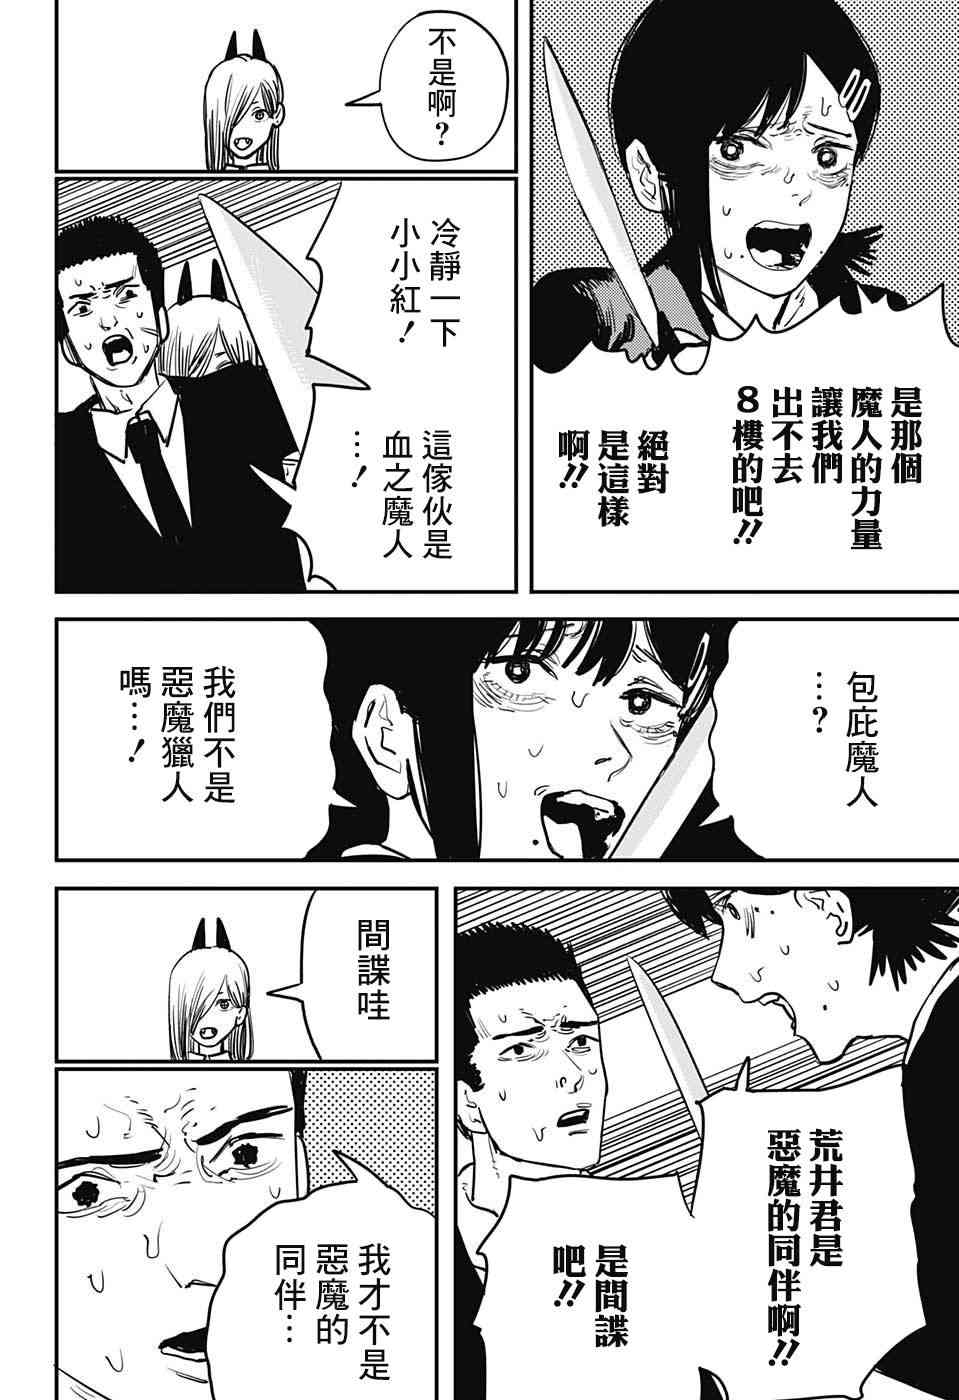 是那個
魔人的力量
讓我們
出不去
8樓的吧!!
絕對
是這樣
啊!!
不是啊?
冷靜一下
小小紅!
這傢伙是
血之魔人
…!
包庇魔人
…?
我們不是
惡魔獵人
嗎…!
荒井君是
惡魔的同伴啊!!
是間諜
吧!!
間諜哇
我才不是
惡魔的
同伴…